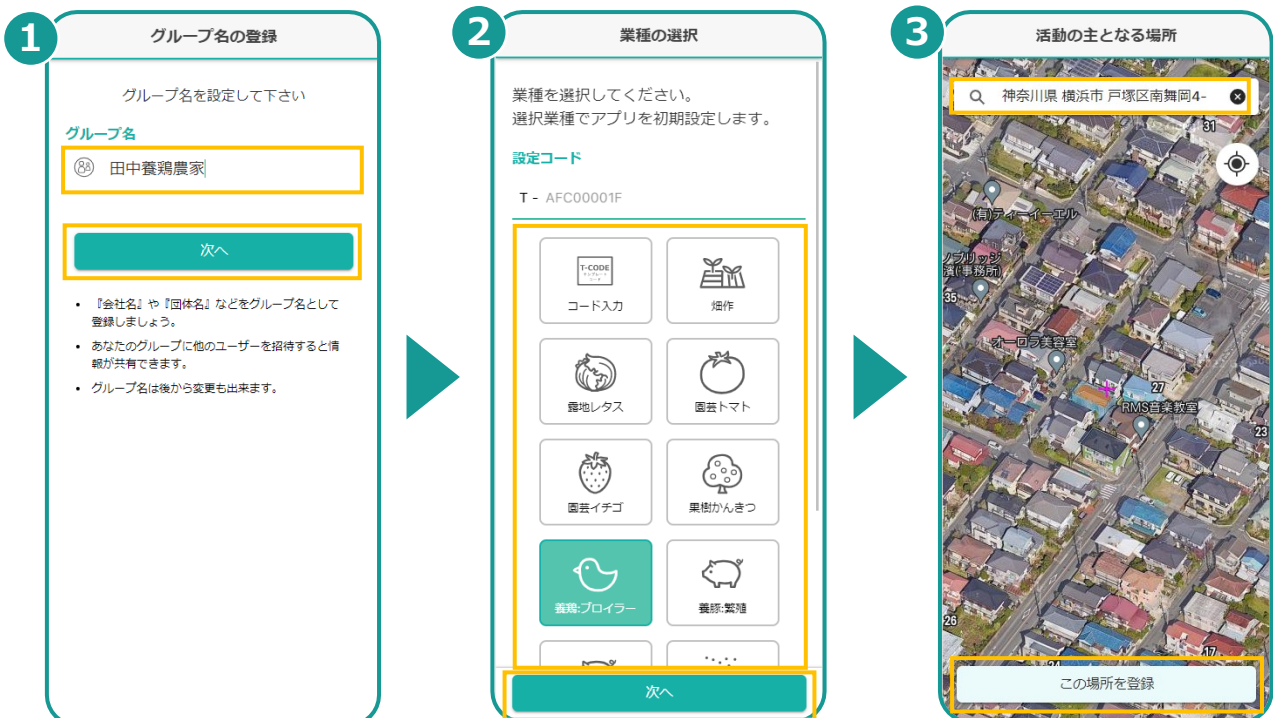 1
グループ名の登録
グループ名を設定して下さい
グループ名
田中養鶏農家
次へ
• 『会社名』や『団体名』などをグループ名として
登録しましょう。
• あなたのグループに他のユーザーを招待すると情
報が共有できます。
• グループ名は後から変更も出来ます。
2
業種の選択
業種を選択してください。
選択業種でアプリを初期設定します。
設定コード
T - AFC00001F
T-CODE
コード入力
畑作
露地レタス
園芸トマト
園芸イチゴ
果樹かんきつ
養鶏:ブロイラー
養豚:繁殖
次へ
3
活動の主となる場所
神奈川県 横浜市 戸塚区南舞岡4-
31
(有)ティーイーエル
ノブリッジ
濱(事務所)
35
オーロラ美容室
27
RMS音楽教室
23
26
17
24
この場所を登録